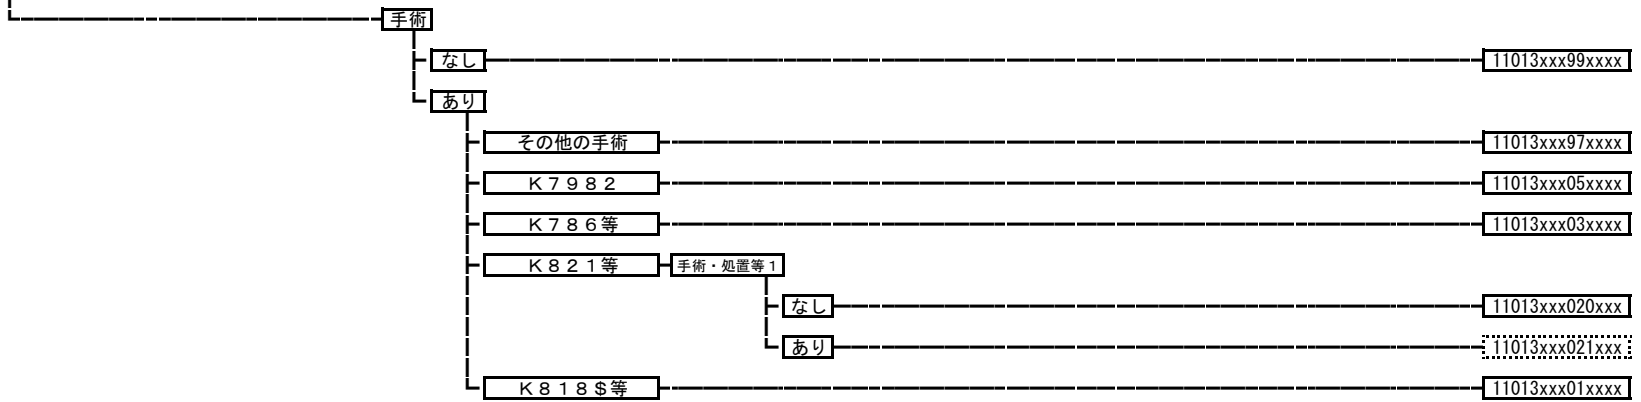 手術
なし 11013xxx99xxxx
あり
その他の手術 11013xxx97xxxx
Ｋ７９８２ 11013xxx05xxxx
Ｋ７８６等 11013xxx03xxxx
Ｋ８２１等 手術・処置等１
なし 11013xxx020xxx
あり 11013xxx021xxx
Ｋ８１８＄等 11013xxx01xxxx